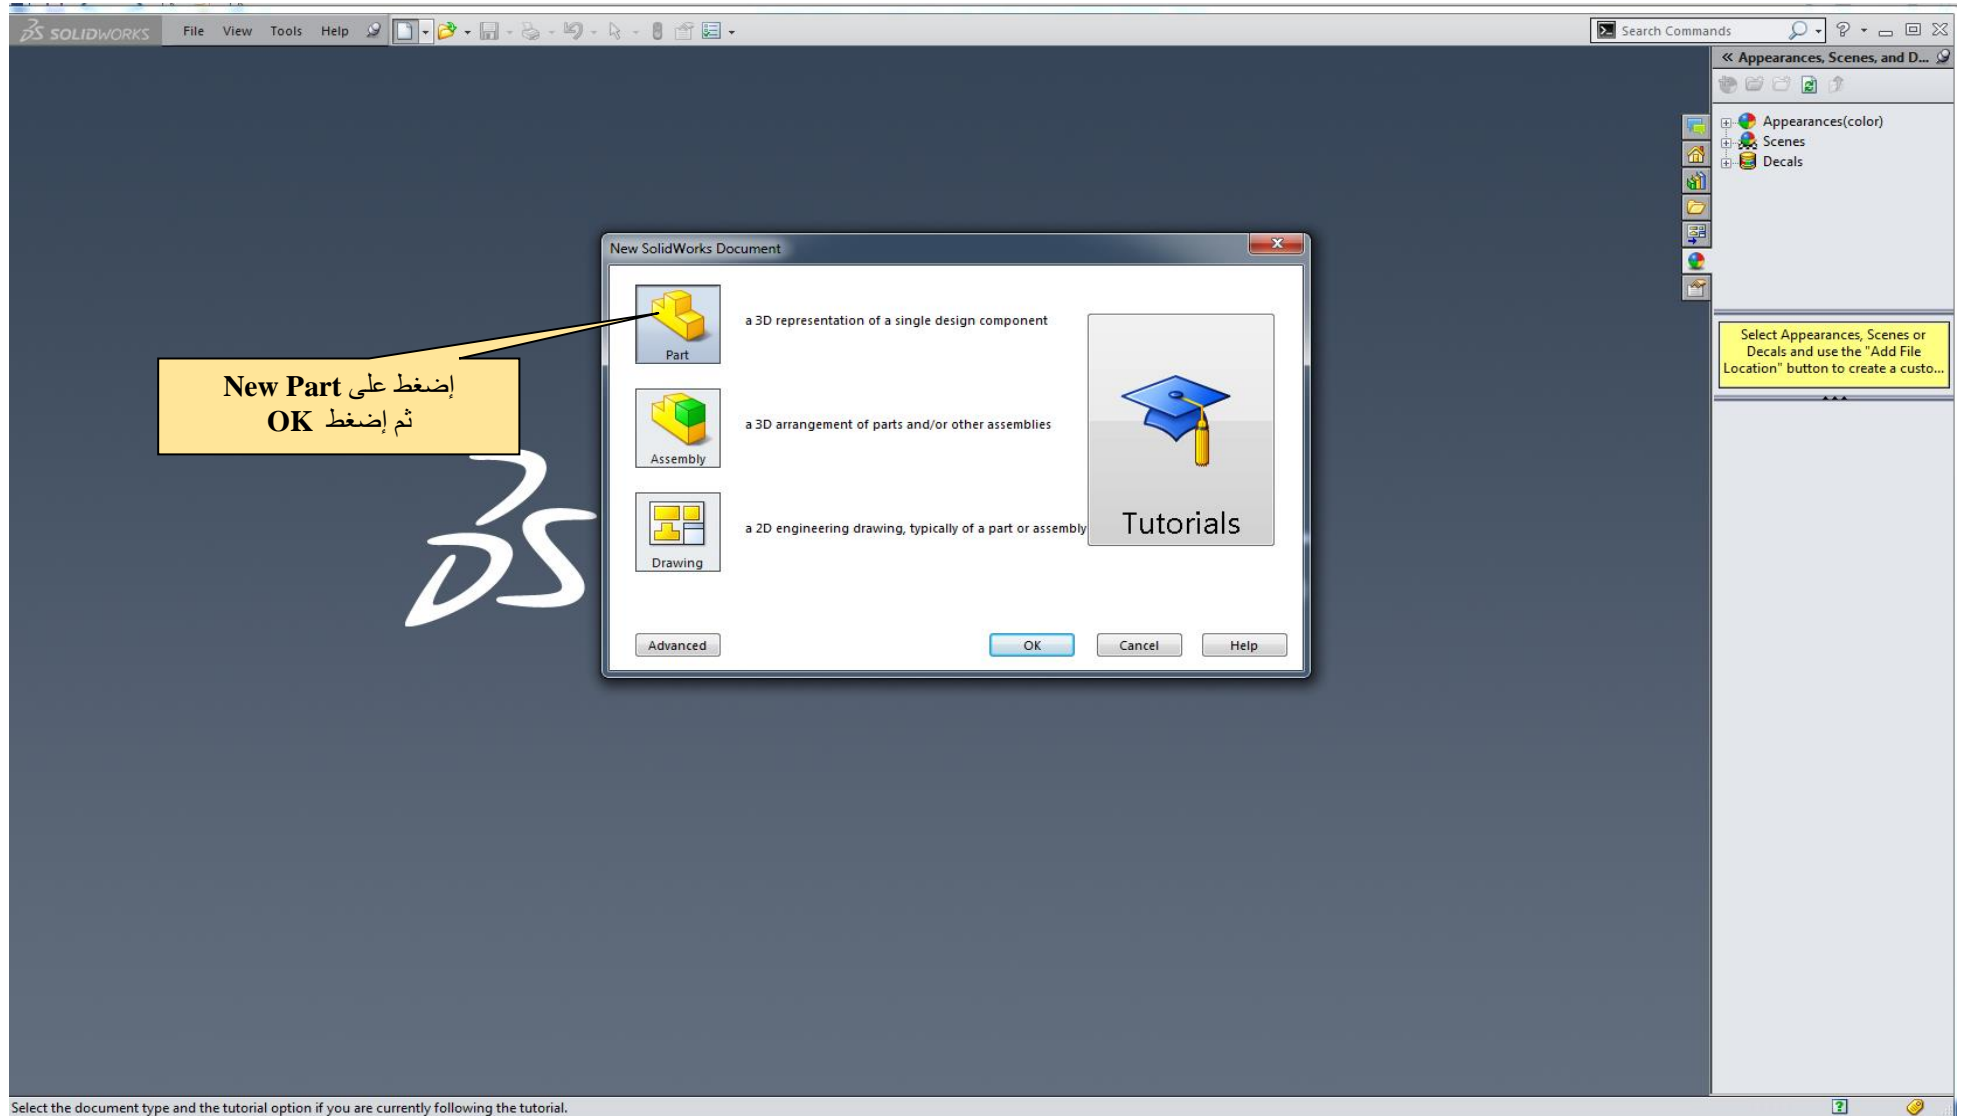 SOLIDWORKS File View Tools Help
Search Commands
Appearances, Scenes, and D...
Appearances(color)
Scenes
Decals
Select Appearances, Scenes or
Decals and use the "Add File
Location" button to create a custo...
New SolidWorks Document
a 3D representation of a single design component
Part
إضغط على New Part
ثم إضغط OK
a 3D arrangement of parts and/or other assemblies
Assembly
a 2D engineering drawing, typically of a part or assembly
Drawing
Tutorials
Advanced OK Cancel Help
Select the document type and the tutorial option if you are currently following the tutorial.